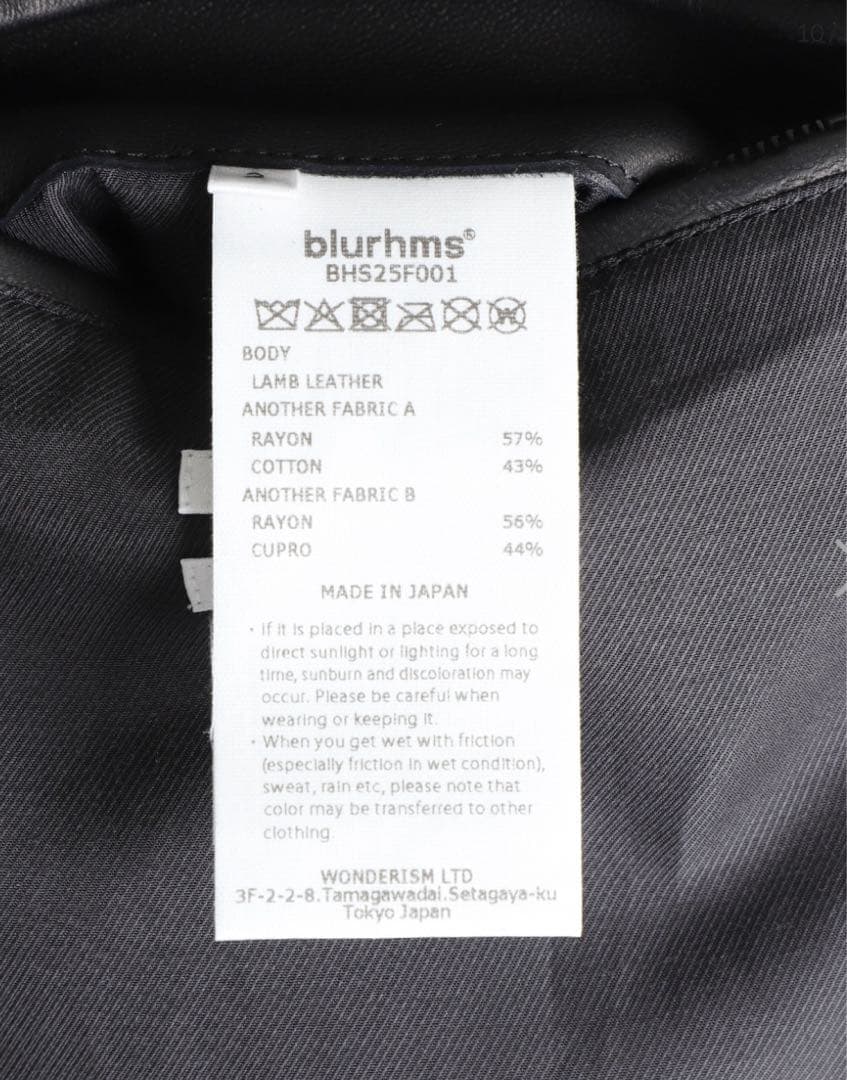 blurhms®
BHS25F001
BODY
LAMB LEATHER
ANOTHER FABRIC A
RAYON 57%
COTTON 43%
ANOTHER FABRIC B
RAYON 56%
CUPRO 44%
MADE IN JAPAN
・If it is placed in a place exposed to
direct sunlight or lighting for a long
time, sunburn and discoloration may
occur. Please be careful when
wearing or keeping it.
・When you get wet with friction
(especially friction in wet condition),
sweat, rain etc, please note that
color may be transferred to other
clothing.
WONDERISM LTD
3F-2-2-8.Tamagawadai.Setagaya-ku
Tokyo Japan